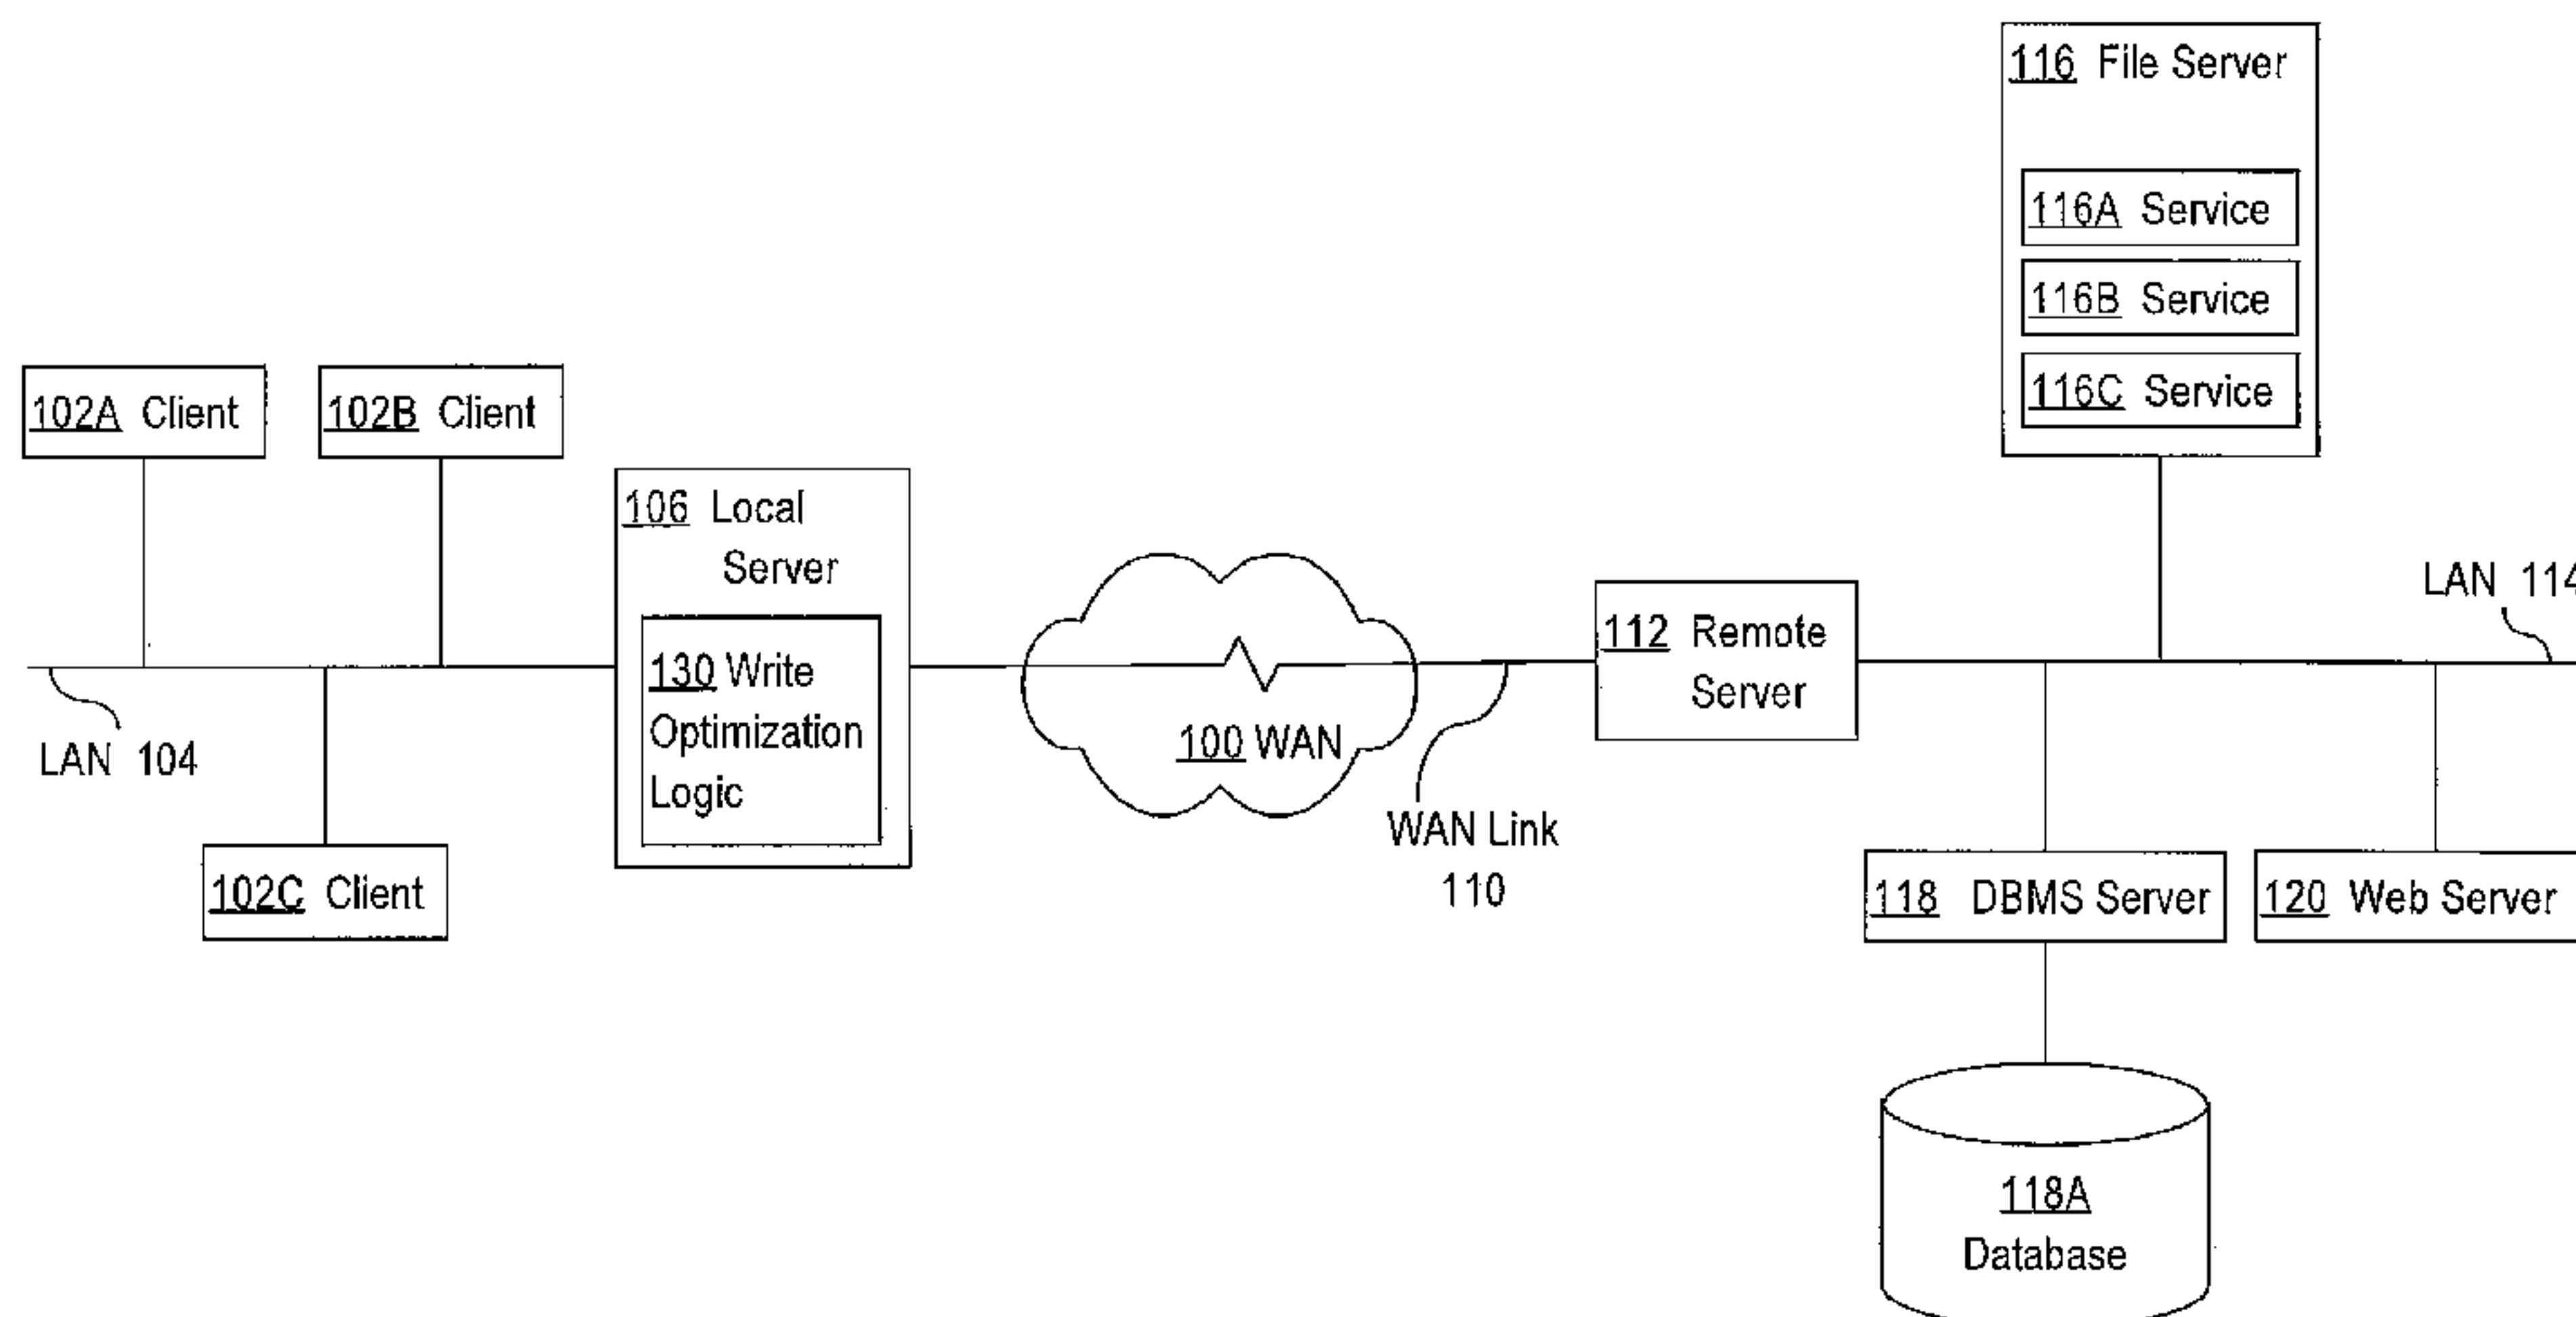 116 File Server
116A Service
116B Service
116C Service
102A Client
102B Client
106 Local
Server
130 Write
Optimization
Logic
LAN 104
102C Client
100 WAN
WAN Link
110
112 Remote
Server
LAN 114
118 DBMS Server
120 Web Server
118A
Database